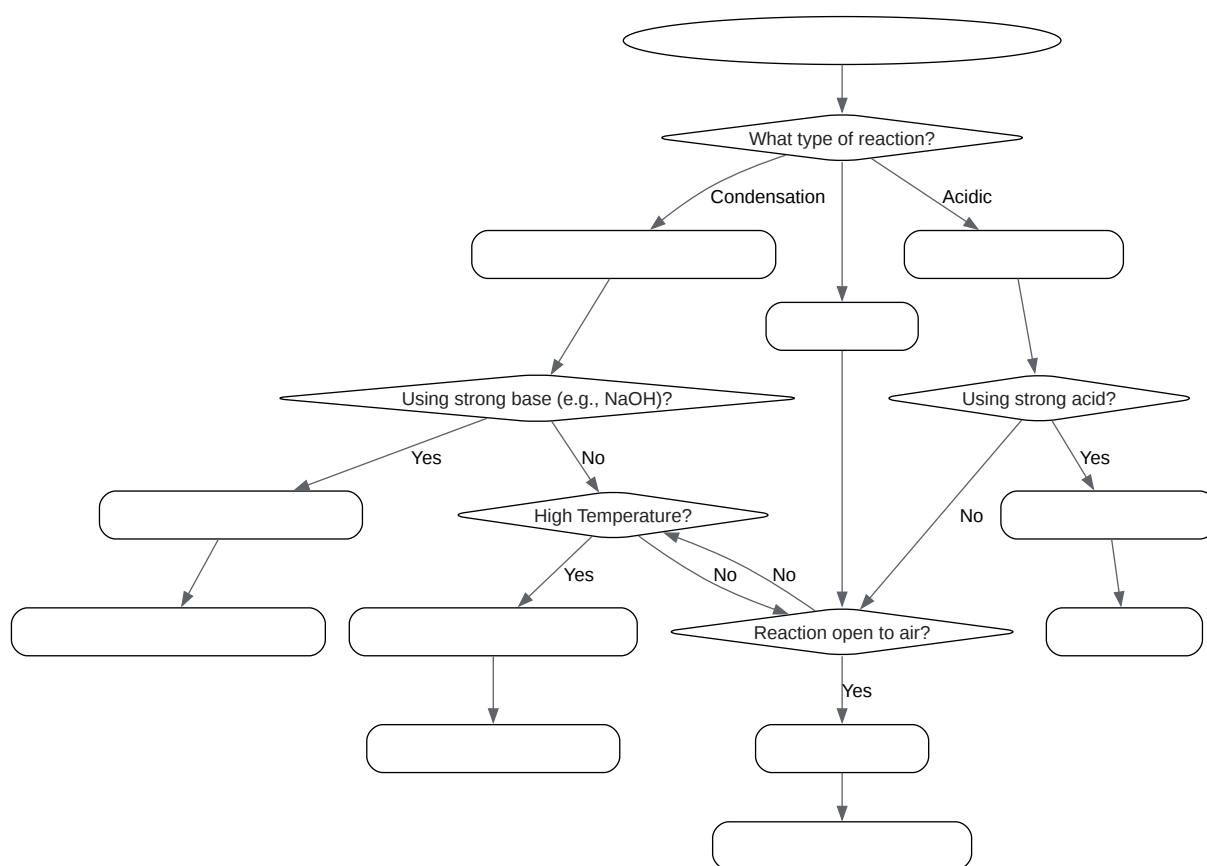 What type of reaction?
Condensation
Acidic
Using strong base (e.g., NaOH)?
Using strong acid?
Yes
No
Yes
High Temperature?
No
Yes
No
No
Reaction open to air?
Yes